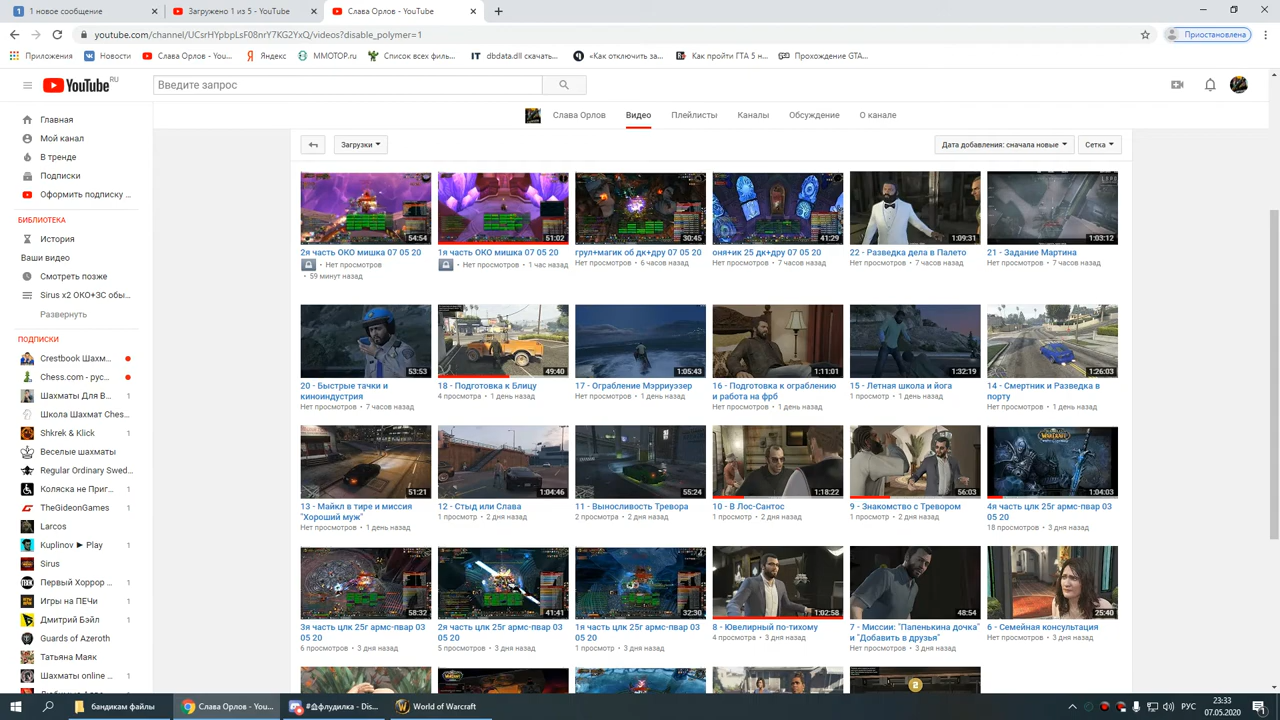 1 новое сообщение
Загружено 1 из 5 - YouTube
Слава Орлов - YouTube
youtube.com/channel/UCsrHYpbpLsF08nrY7KG2YxQ/videos?disable_polymer=1
Приостановлена
Приложения
Новости
Слава Орлов - YouT...
Яндекс
MMOTOP.ru
Список всех фильм...
dbdata.dll скачать...
«Как отключить за...
Как пройти ГТА 5 н...
Прохождение GTA...
YouTube RU
Введите запрос
Слава Орлов
Видео
Плейлисты
Каналы
Обсуждение
О канале
Главная
Мой канал
В тренде
Подписки
Оформить подписку ...
БИБЛИОТЕКА
История
Ваши видео
Смотреть позже
Sirus x2 ОКО+ЗС обы...
Развернуть
ПОДПИСКИ
Crestbook Шахм...
Chess.com - рус...
Шахматы Для В... 1
Школа Шахмат Ches...
Shkrek & Klick 1
Веселые шахматы
Regular Ordinary Swed...
Коляска не Приг... 1
TheGideonGames 1
Larcos
Kuplinov ► Play 1
Sirus
Первый Хоррор ... 1
Игры на ПЕЧи 1
Дмитрий Бэйл 1
Guards of Azeroth
Татьяна Маяк
Шахматы online ... 1
Загрузки
Дата добавления: сначала новые
Сетка
54:54
51:02
30:45
41:29
1:09:31
1:03:12
2я часть ОКО мишка 07 05 20
• Нет просмотров
• 59 минут назад
1я часть ОКО мишка 07 05 20
• Нет просмотров • 1 час назад
грул+магик об дк+дру 07 05 20
Нет просмотров • 6 часов назад
оня+ик 25 дк+дру 07 05 20
Нет просмотров • 7 часов назад
22 - Разведка дела в Палето
Нет просмотров • 7 часов назад
21 - Задание Мартина
Нет просмотров • 7 часов назад
53:53
49:40
1:05:43
1:11:01
1:32:19
1:26:03
20 - Быстрые тачки и
киноиндустрия
Нет просмотров • 7 часов назад
18 - Подготовка к Блицу
4 просмотра • 1 день назад
17 - Ограбление Мэрриуэзер
Нет просмотров • 1 день назад
16 - Подготовка к ограблению
и работа на фрб
Нет просмотров • 1 день назад
15 - Летная школа и йога
1 просмотр • 1 день назад
14 - Смертник и Разведка в
порту
Нет просмотров • 1 день назад
51:21
1:04:46
55:24
1:18:22
56:03
WARCRAFT
1:04:03
13 - Майкл в тире и миссия
"Хороший муж"
Нет просмотров • 1 день назад
12 - Стыд или Слава
1 просмотр • 2 дня назад
11 - Выносливость Тревора
2 просмотра • 2 дня назад
10 - В Лос-Сантос
1 просмотр • 2 дня назад
9 - Знакомство с Тревором
1 просмотр • 2 дня назад
4я часть цлк 25г армс-пвар 03
05 20
18 просмотров • 3 дня назад
58:32
41:41
32:30
1:02:58
48:54
25:40
3я часть цлк 25г армс-пвар 03
05 20
6 просмотров • 3 дня назад
2я часть цлк 25г армс-пвар 03
05 20
5 просмотров • 3 дня назад
1я часть цлк 25г армс-пвар 03
05 20
1 просмотр • 3 дня назад
8 - Ювелирный по-тихому
4 просмотра • 3 дня назад
7 - Миссии: "Папенькина дочка"
и "Добавить в друзья"
Нет просмотров • 3 дня назад
6 - Семейная консультация
Нет просмотров • 3 дня назад
бандикам файлы
Слава Орлов - You...
#🎮флудилка - Dis...
World of Warcraft
РУС
23:33
07.05.2020